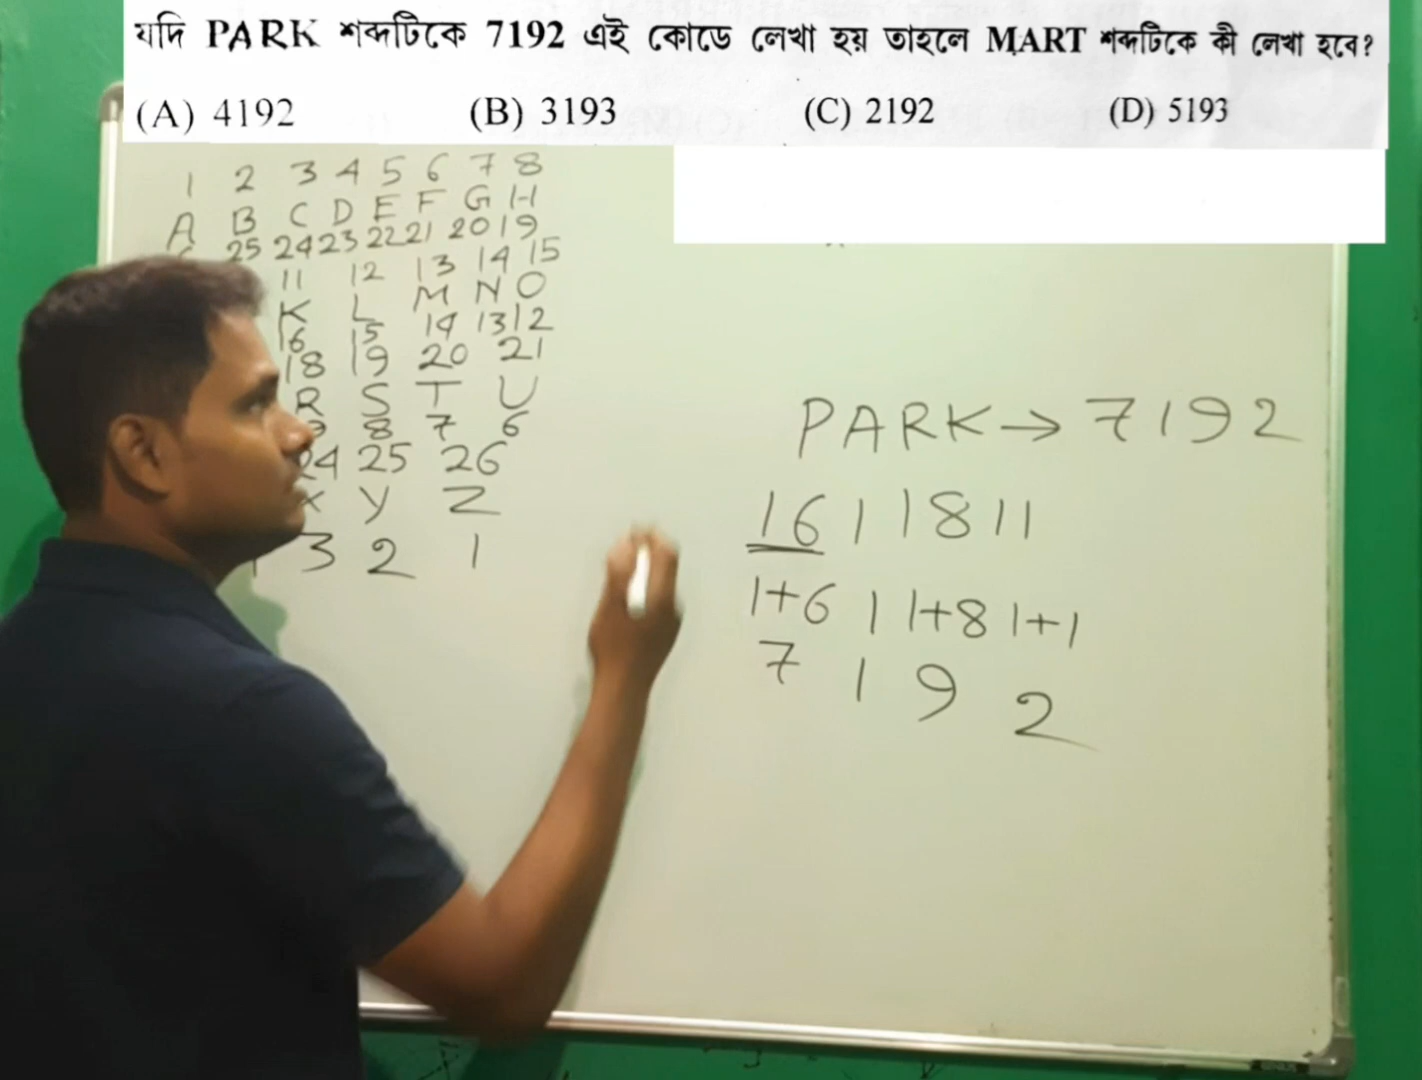 যদি PARK শব্দটিকে 7192 এই কোডে লেখা হয় তাহলে MART শব্দটিকে কী লেখা হবে?
(A) 4192 (B) 3193 (C) 2192 (D) 5193
1 2 3 4 5 6 7 8
A B C D E F G H
25 24 23 22 21 20 19
11 12 13 14 15
K L M N O
16 15 14 13 12
18 19 20 21
R S T U
8 7 6
24 25 26
X Y Z
3 2 1
PARK → 7192
16 1 18 11
1+6 1 1+8 1+1
7 1 9 2